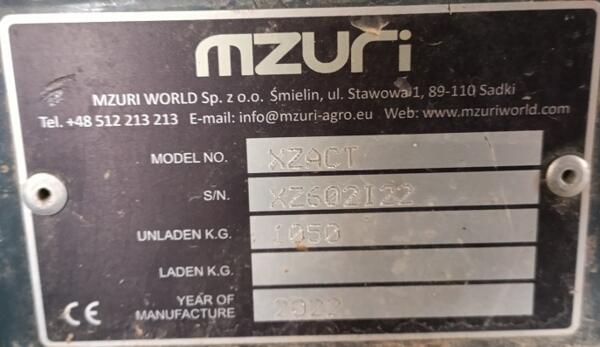 mzuri
MZURI WORLD Sp. z o.o. Śmielin, ul. Stawowa 1, 89-110 Sadki
Tel. +48 512 213 213 E-mail: info@mzuri-agro.eu Web: www.mzuriworld.com
MODEL NO. XZACT
S/N. XZ602I22
UNLADEN K.G. 1050
LADEN K.G.
YEAR OF MANUFACTURE 2022
CE